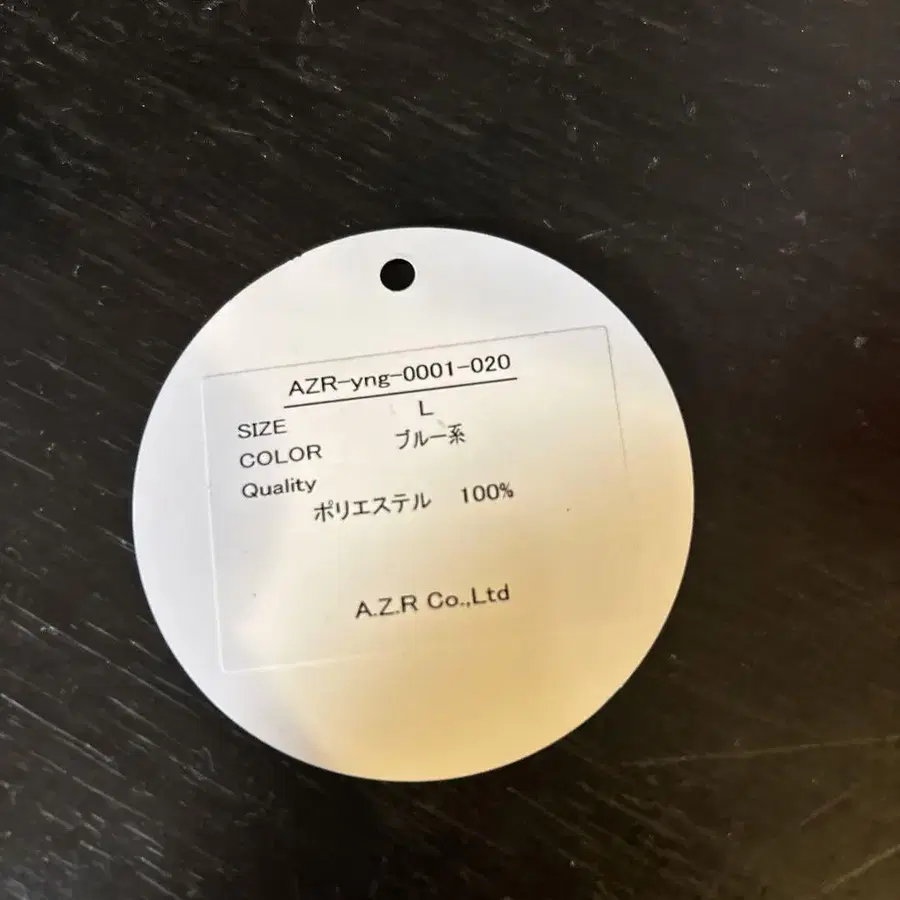 AZR-yng-0001-020
SIZE L
COLOR ブルー系
Quality
ポリエステル 100%
A.Z.R Co.,Ltd